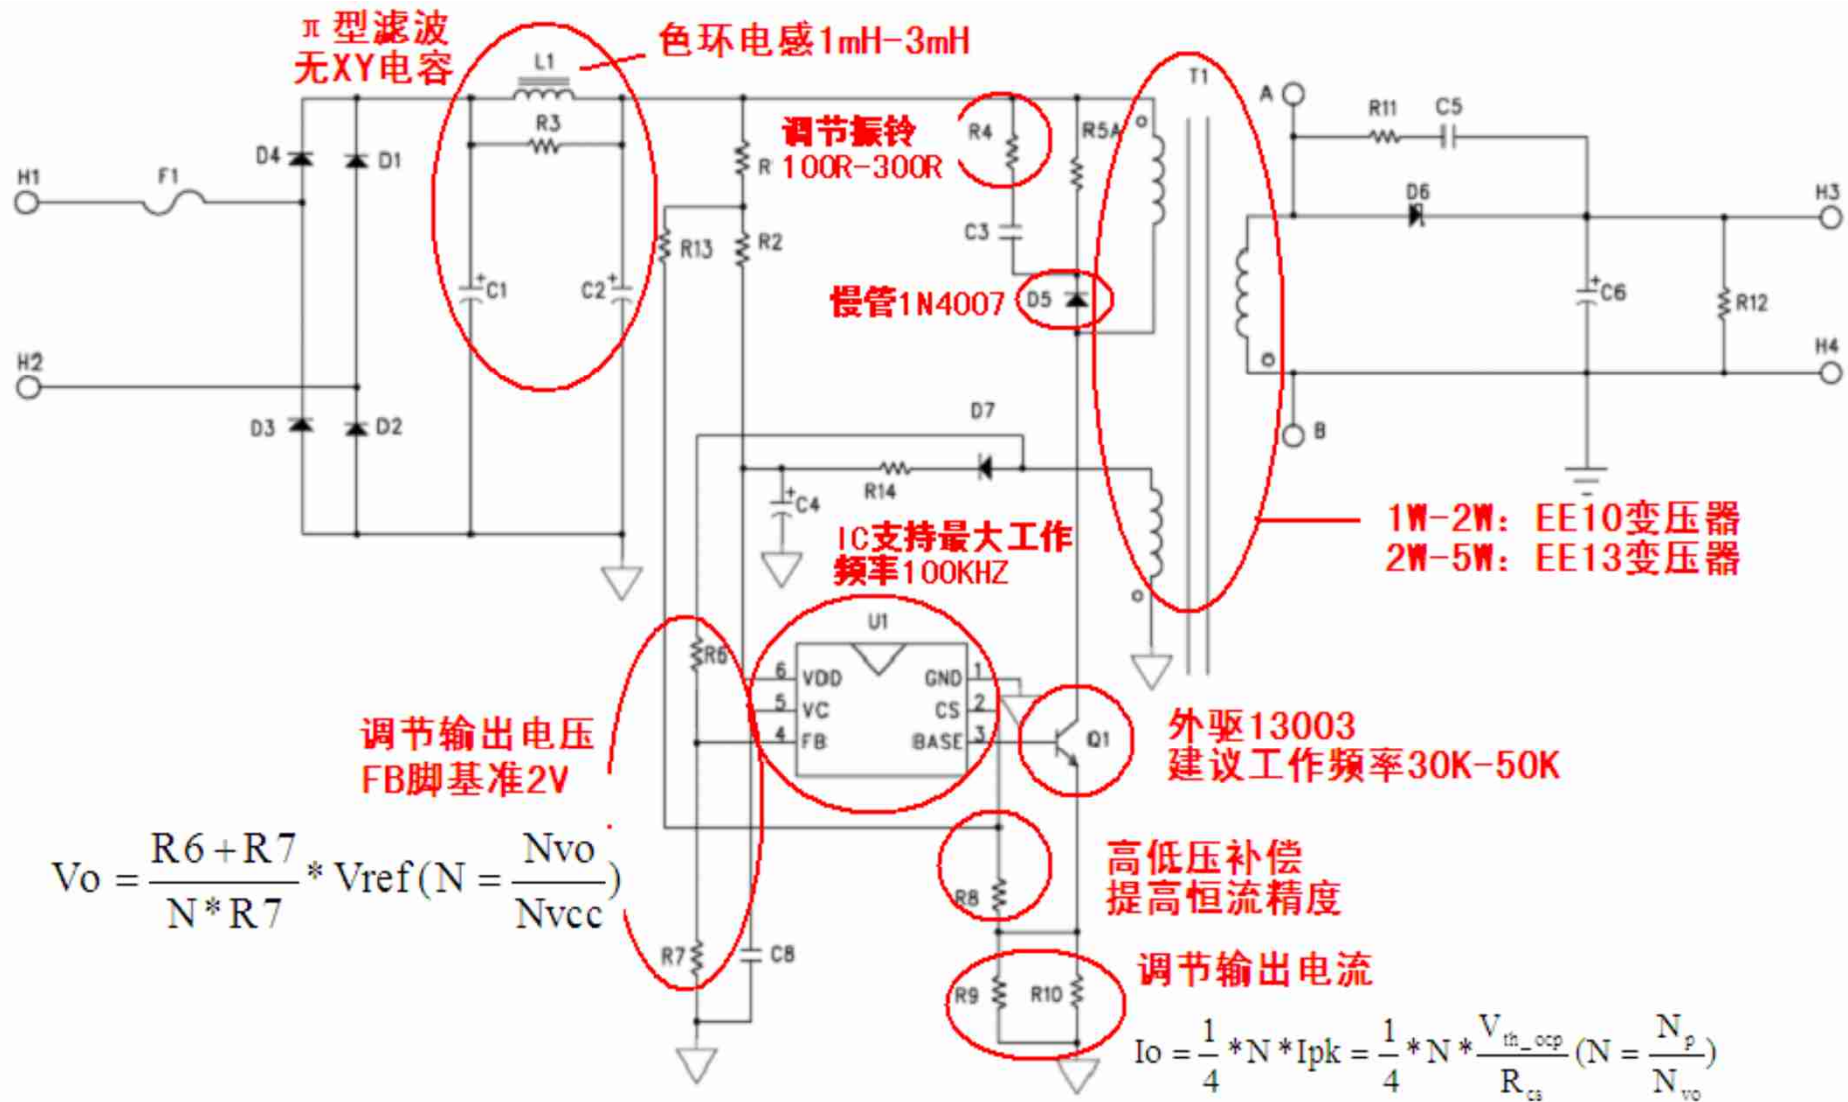 π型滤波
无XY电容
色环电感1mH-3mH
L1
T1
A
R11
C5
R3
调节振铃
100R-300R
R4
R5A
D4
D1
R
H1
F1
D6
H3
R13
R2
C3
C1
C2
慢管1N4007
D5
C6
R12
H2
H4
D3
D2
D7
B
R14
C4
IC支持最大工作
频率100KHZ
1W-2W：EE10变压器
2W-5W：EE13变压器
U1
R6
6 VDD
GND 1
5 VC
CS 2
4 FB
BASE 3
Q1
调节输出电压
FB脚基准2V
外驱13003
建议工作频率30K-50K
Vo = (R6+R7)/(N*R7) * Vref (N = Nvo/Nvcc)
高低压补偿
提高恒流精度
R8
R7
C8
调节输出电流
R9
R10
Io = 1/4 *N*Ipk = 1/4 *N* V_th_ocp/R_cs (N = N_p/N_vo)